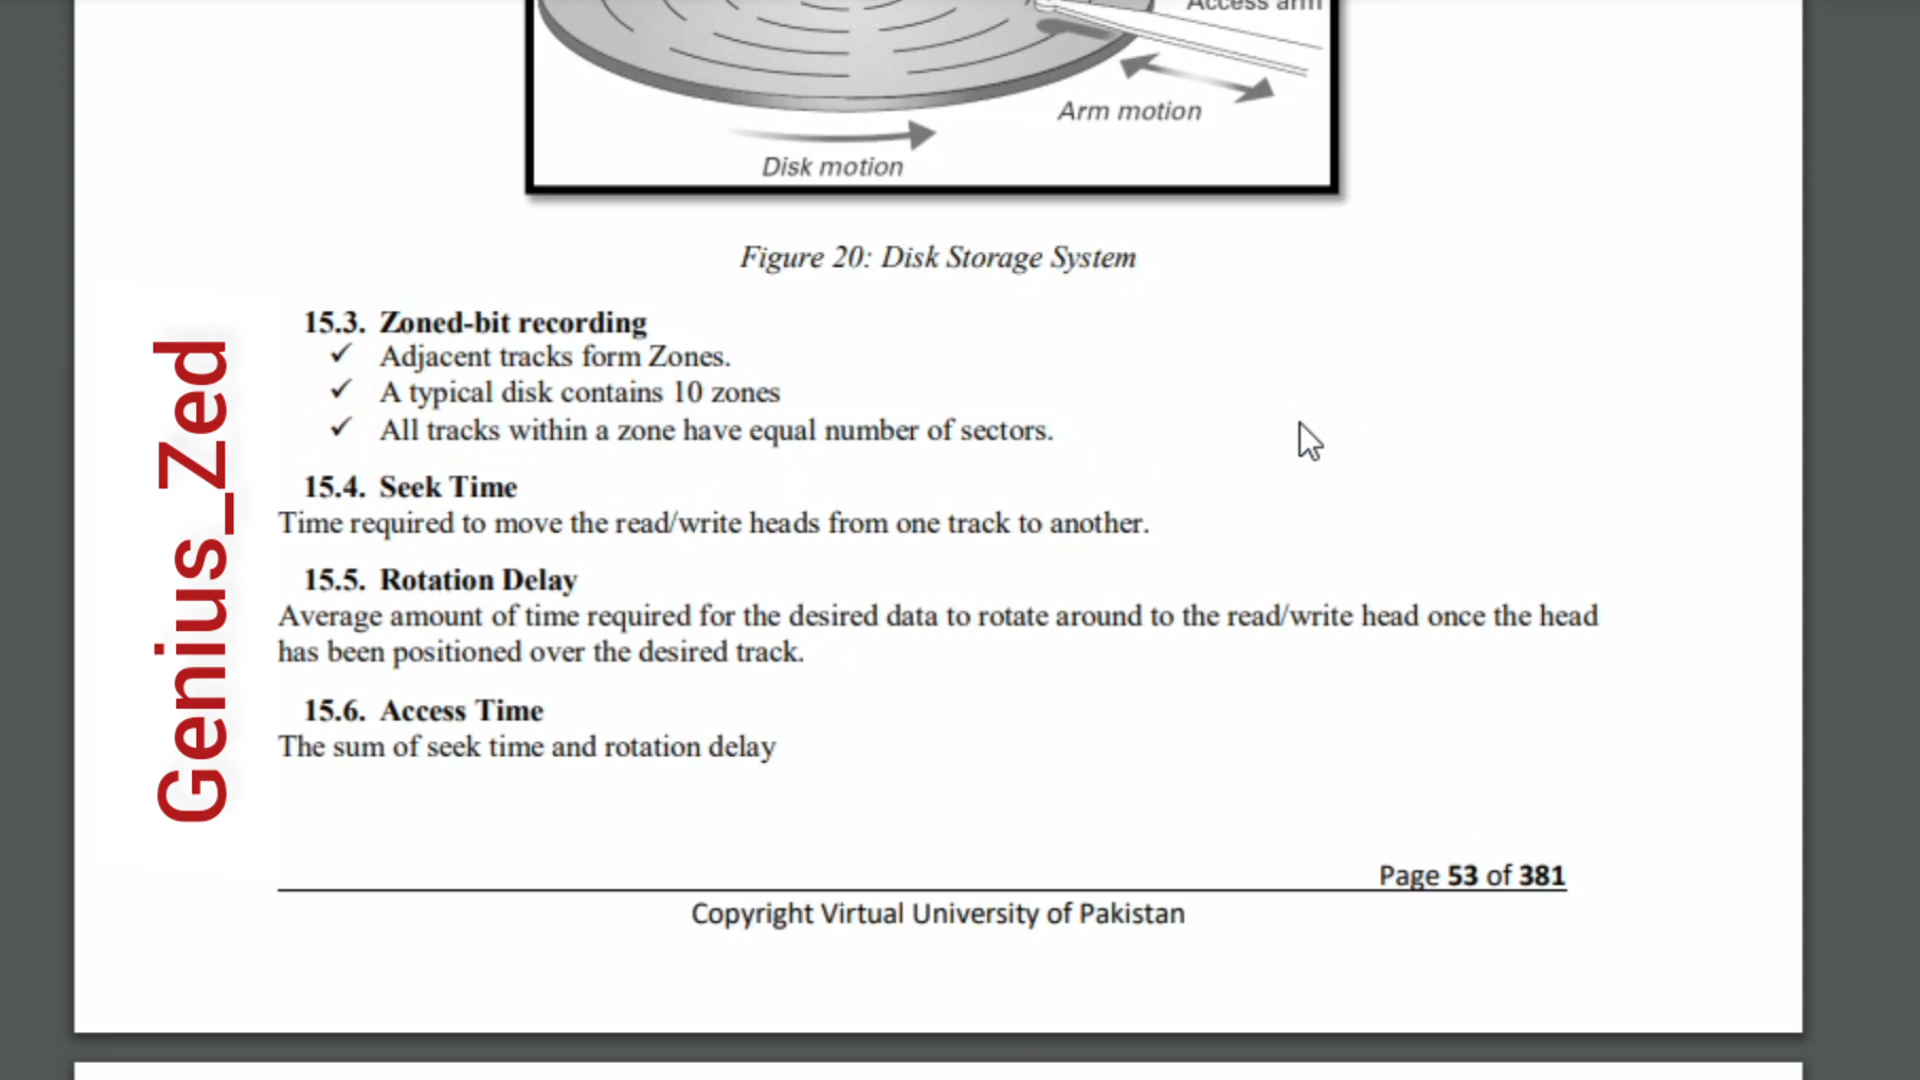 Access arm
Arm motion
Disk motion
Figure 20: Disk Storage System
15.3. Zoned-bit recording
✓ Adjacent tracks form Zones.
✓ A typical disk contains 10 zones
✓ All tracks within a zone have equal number of sectors.
15.4. Seek Time
Time required to move the read/write heads from one track to another.
15.5. Rotation Delay
Average amount of time required for the desired data to rotate around to the read/write head once the head
has been positioned over the desired track.
15.6. Access Time
The sum of seek time and rotation delay
Page 53 of 381
Copyright Virtual University of Pakistan
Genius_Zed